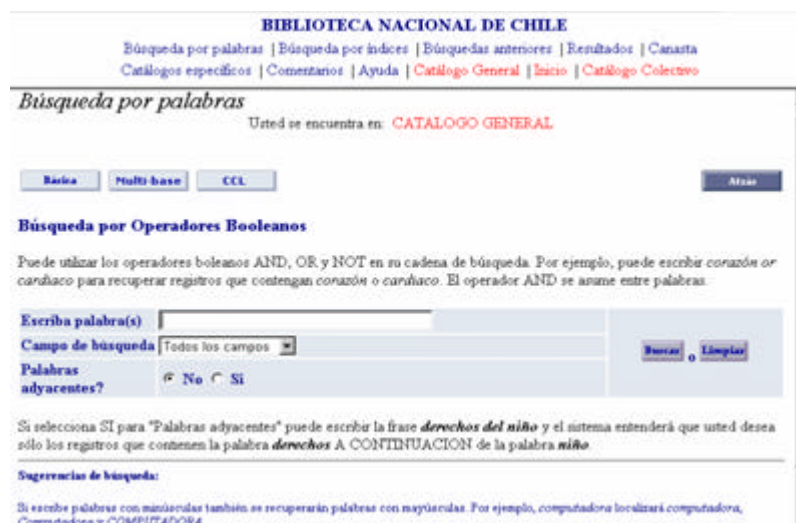 BIBLIOTECA NACIONAL DE CHILE
Búsqueda por palabras | Búsqueda por índices | Búsquedas anteriores | Resultados | Canasta
Catálogos específicos | Comentarios | Ayuda | Catálogo General | Inicio | Catálogo Colectivo
Búsqueda por palabras
Usted se encuentra en: CATALOGO GENERAL
Básica Multi-base CCL Atrás
Búsqueda por Operadores Booleanos
Puede utilizar los operadores boleanos AND, OR y NOT en su cadena de búsqueda. Por ejemplo, puede escribir corazón or
cardiaco para recuperar registros que contengan corazón o cardiaco. El operador AND se asume entre palabras.
Escriba palabra(s)
Campo de búsqueda Todos los campos
Buscar o Limpiar
Palabras
adyacentes? No Si
Si selecciona SI para "Palabras adyacentes" puede escribir la frase derechos del niño y el sistema entenderá que usted desea
sólo los registros que contienen la palabra derechos A CONTINUACION de la palabra niño.
Sugerencias de búsqueda:
Si escribe palabras con minúsculas también se recuperarán palabras con mayúsculas. Por ejemplo, computadora localizará computadora,
Computadora y COMPUTADORA